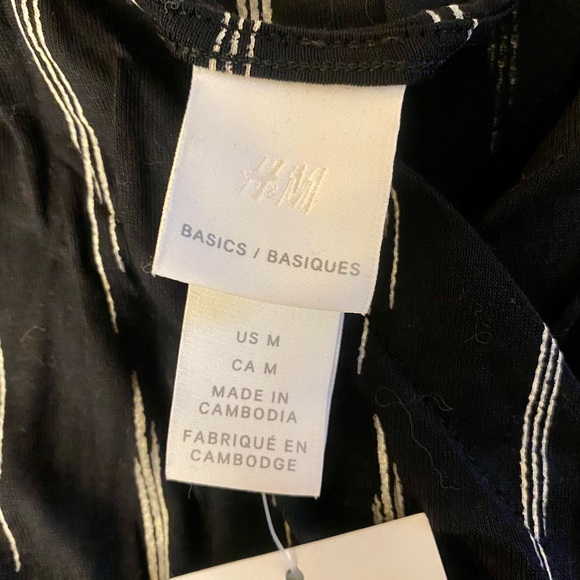 H&M
BASICS / BASIQUES
US M
CA M
MADE IN
CAMBODIA
FABRIQUÉ EN
CAMBODGE